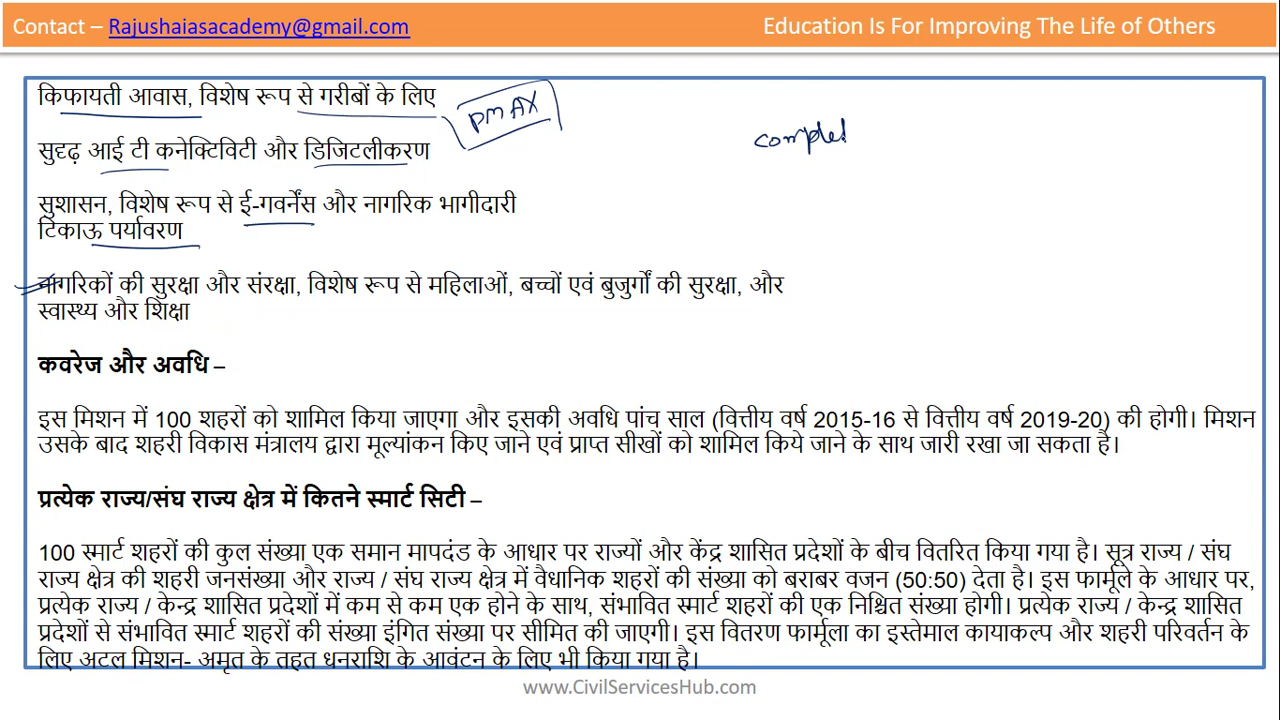 Contact – Rajushaiasacademy@gmail.com Education Is For Improving The Life of Others
किफायती आवास, विशेष रूप से गरीबों के लिए
PMAY
comple
सुदृढ़ आई टी कनेक्टिविटी और डिजिटलीकरण
सुशासन, विशेष रूप से ई-गवर्नेंस और नागरिक भागीदारी
टिकाऊ पर्यावरण
नागरिकों की सुरक्षा और संरक्षा, विशेष रूप से महिलाओं, बच्चों एवं बुजुर्गों की सुरक्षा, और
स्वास्थ्य और शिक्षा
कवरेज और अवधि –
इस मिशन में 100 शहरों को शामिल किया जाएगा और इसकी अवधि पांच साल (वित्तीय वर्ष 2015-16 से वित्तीय वर्ष 2019-20) की होगी। मिशन
उसके बाद शहरी विकास मंत्रालय द्वारा मूल्यांकन किए जाने एवं प्राप्त सीखों को शामिल किये जाने के साथ जारी रखा जा सकता है।
प्रत्येक राज्य/संघ राज्य क्षेत्र में कितने स्मार्ट सिटी –
100 स्मार्ट शहरों की कुल संख्या एक समान मापदंड के आधार पर राज्यों और केंद्र शासित प्रदेशों के बीच वितरित किया गया है। सूत्र राज्य / संघ
राज्य क्षेत्र की शहरी जनसंख्या और राज्य / संघ राज्य क्षेत्र में वैधानिक शहरों की संख्या को बराबर वजन (50:50) देता है। इस फार्मूले के आधार पर,
प्रत्येक राज्य / केन्द्र शासित प्रदेशों में कम से कम एक होने के साथ, संभावित स्मार्ट शहरों की एक निश्चित संख्या होगी। प्रत्येक राज्य / केन्द्र शासित
प्रदेशों से संभावित स्मार्ट शहरों की संख्या इंगित संख्या पर सीमित की जाएगी। इस वितरण फार्मूला का इस्तेमाल कायाकल्प और शहरी परिवर्तन के
लिए अटल मिशन- अमृत के तहत धनराशि के आवंटन के लिए भी किया गया है।
www.CivilServicesHub.com